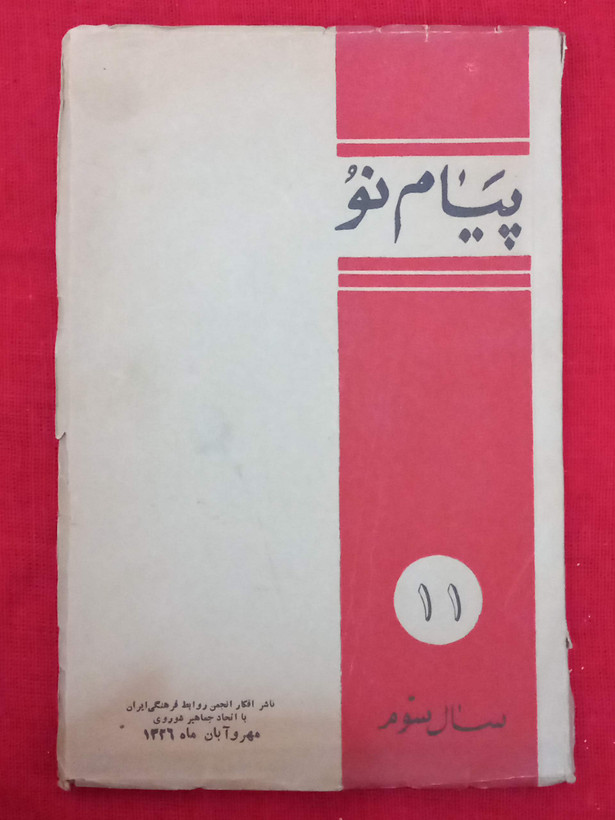 پیام نو
۱۱
سال سوم
ناشر افکار انجمن روابط فرهنگی ایران
با اتحاد جماهیر شوروی
مهر و آبان ماه ۱۳۲۶